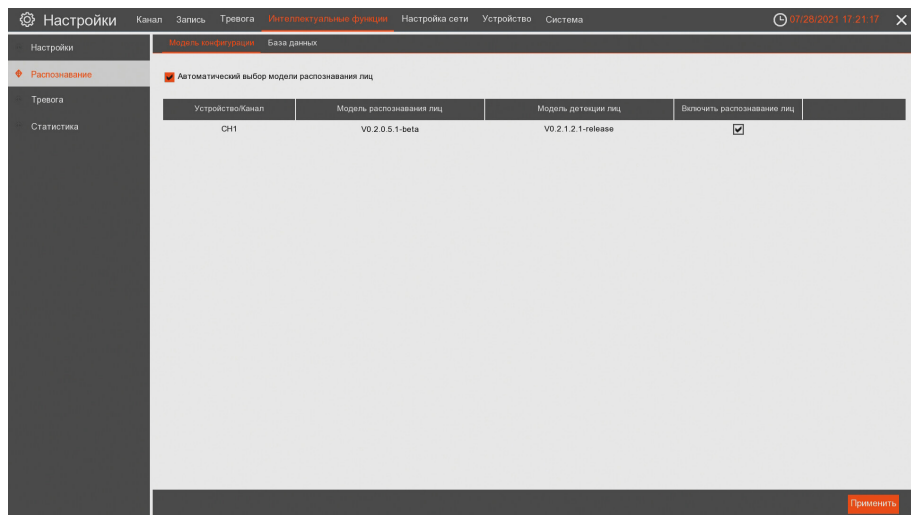 Настройки Канал Запись Тревога Интеллектуальные функции Настройка сети Устройство Система 07/28/2021 17:21:17
Настройки Модель конфигурации База данных
Распознавание
Тревога
Статистика
Автоматический выбор модели распознавания лиц
Устройство/Канал Модель распознавания лиц Модель детекции лиц Включить распознавание лиц
CH1 V0.2.0.5.1-beta V0.2.1.2.1-release
Применить